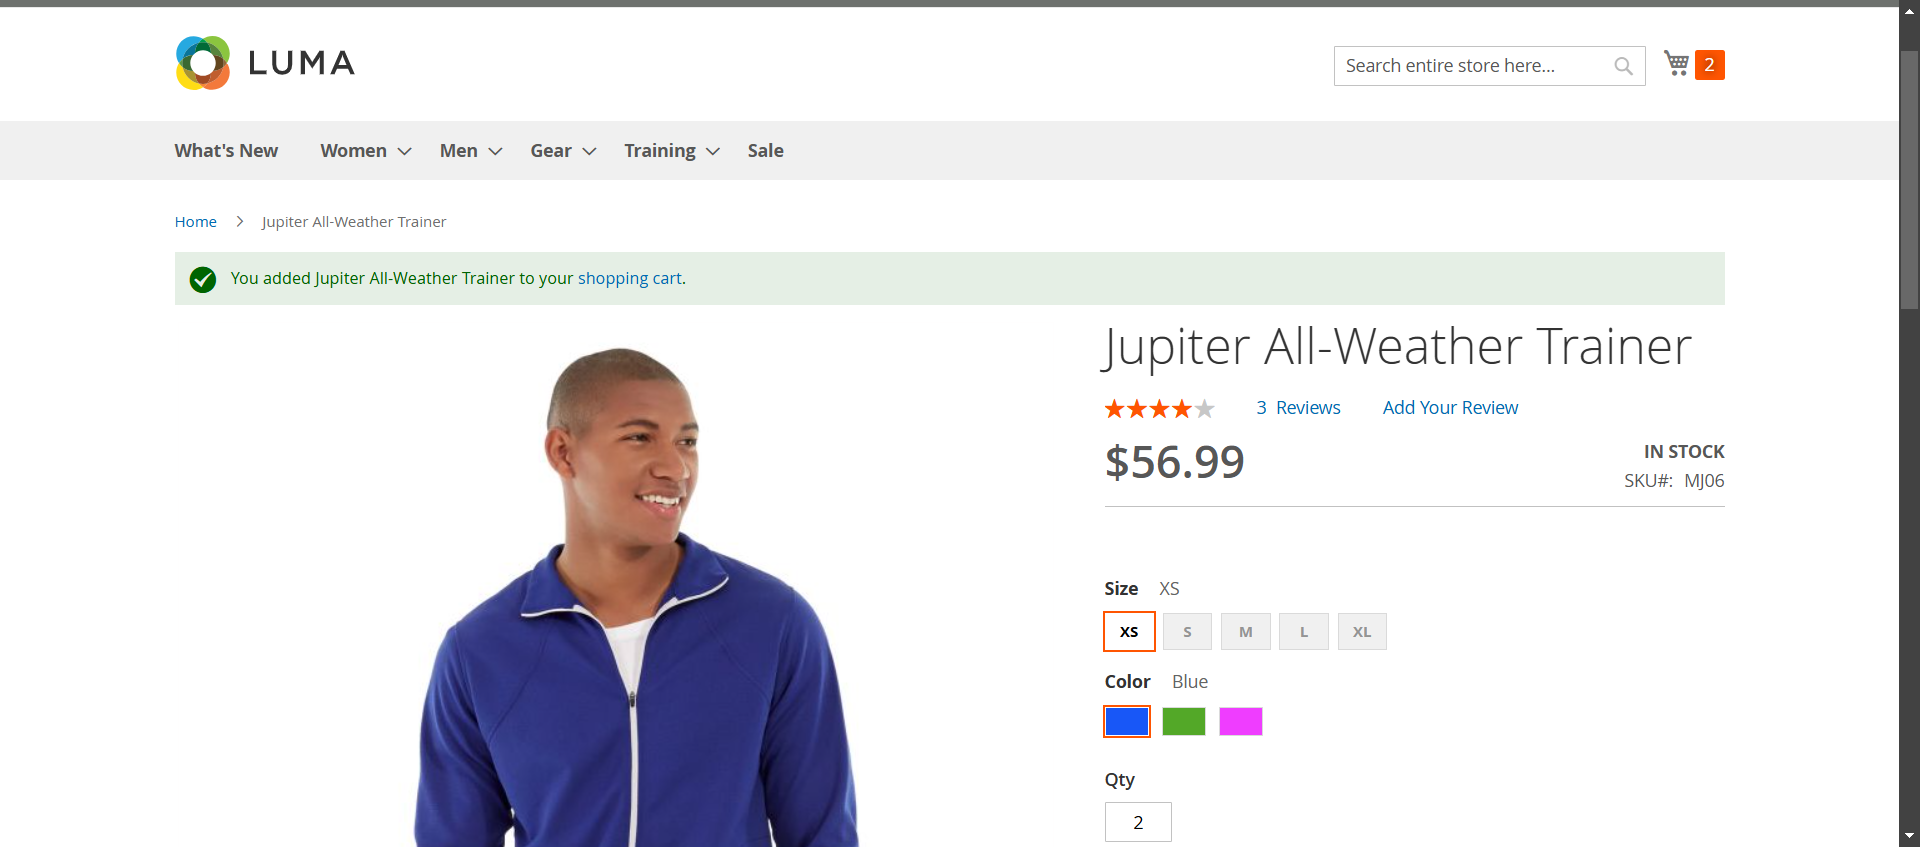 LUMA
Search entire store here...
2
What's New
Women
Men
Gear
Training
Sale
Home
Jupiter All-Weather Trainer
You added Jupiter All-Weather Trainer to your shopping cart.
Jupiter All-Weather Trainer
3 Reviews
Add Your Review
$56.99
IN STOCK
SKU#: MJ06
Size XS
XS
S
M
L
XL
Color Blue
Qty
2